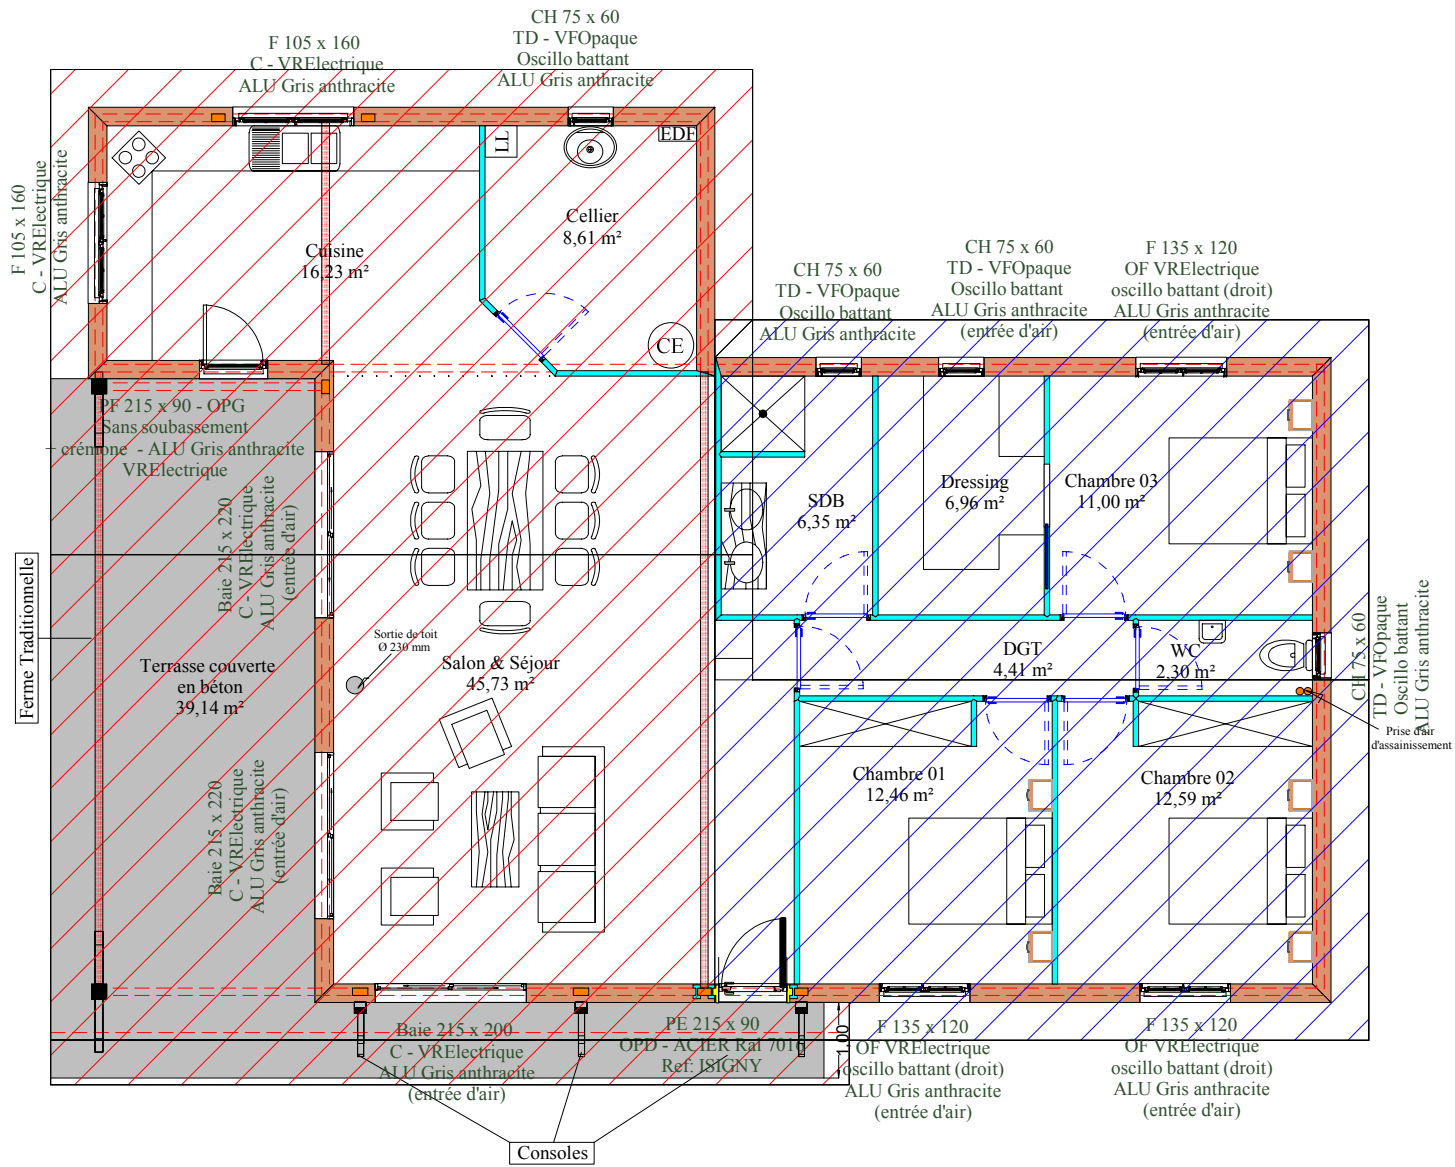 CH 75 x 60
TD - VFOpaque
Oscillo battant
ALU Gris anthracite
F 105 x 160
C - VRElectrique
ALU Gris anthracite
F 105 x 160
C - VRElectrique
ALU Gris anthracite
LL
EDF
Cellier
8,61 m²
Cuisine
16,23 m²
CE
CH 75 x 60
TD - VFOpaque
Oscillo battant
ALU Gris anthracite
CH 75 x 60
TD - VFOpaque
Oscillo battant
ALU Gris anthracite
(entrée d'air)
F 135 x 120
OF VRElectrique
oscillo battant (droit)
ALU Gris anthracite
(entrée d'air)
PF 215 x 90 - OPG
Sans soubassement
+ crémone - ALU Gris anthracite
VRElectrique
Baie 215 x 220
C - VRElectrique
ALU Gris anthracite
(entrée d'air)
SDB
6,35 m²
Dressing
6,96 m²
Chambre 03
11,00 m²
Ferme Traditionnelle
Terrasse couverte
en béton
39,14 m²
Sortie de toit
Ø 230 mm
Salon & Séjour
45,73 m²
DGT
4,41 m²
WC
2,30 m²
CH 75 x 60
TD - VFOpaque
Oscillo battant
ALU Gris anthracite
Prise d'air
d'assainissement
Baie 215 x 220
C - VRElectrique
ALU Gris anthracite
(entrée d'air)
Chambre 01
12,46 m²
Chambre 02
12,59 m²
Baie 215 x 200
C - VRElectrique
ALU Gris anthracite
(entrée d'air)
PE 215 x 90
OPD - ACIER Ral 7016
Ref: ISIGNY
1.00
F 135 x 120
OF VRElectrique
oscillo battant (droit)
ALU Gris anthracite
(entrée d'air)
F 135 x 120
OF VRElectrique
oscillo battant (droit)
ALU Gris anthracite
(entrée d'air)
Consoles